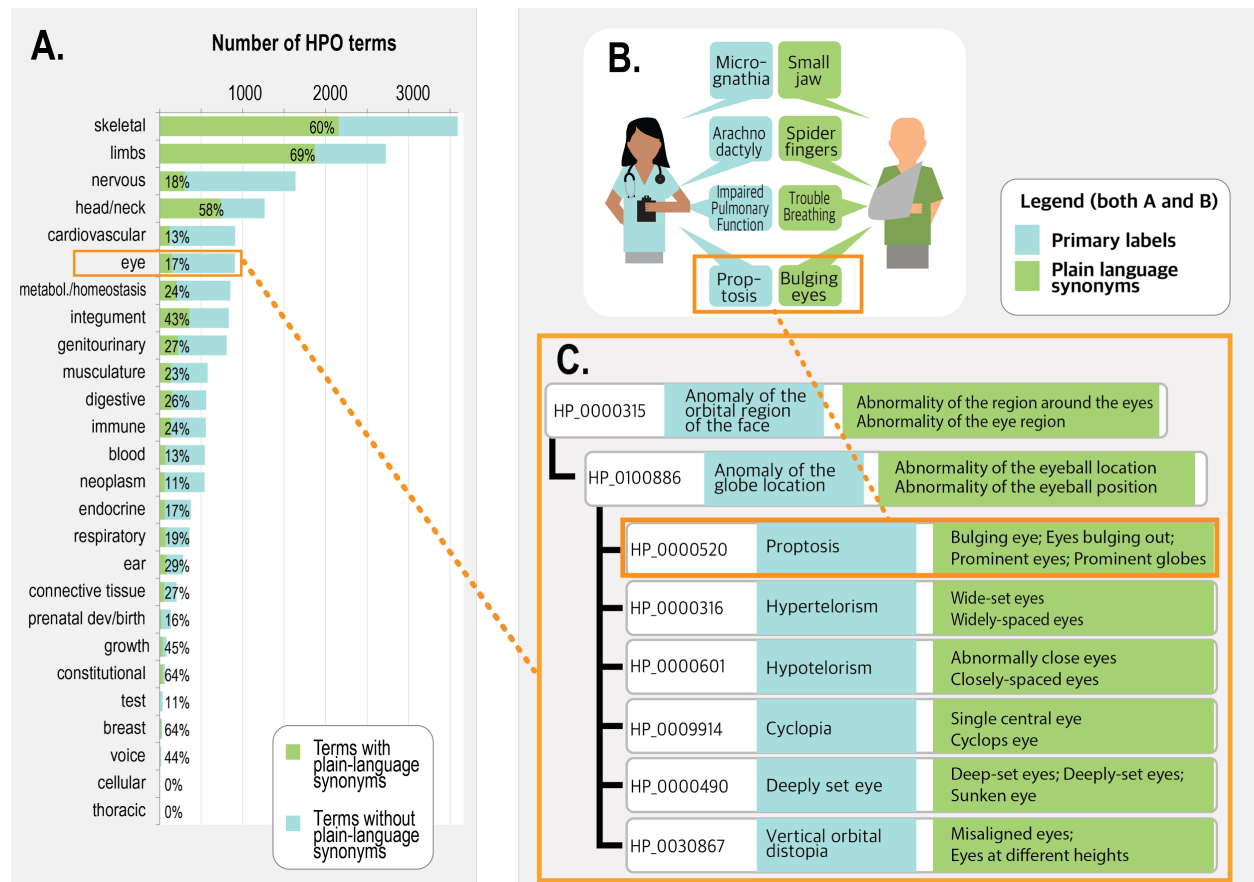 A.
Number of HPO terms
1000 2000 3000
skeletal 60%
limbs 69%
nervous 18%
head/neck 58%
cardiovascular 13%
eye 17%
metabol./homeostasis 24%
integument 43%
genitourinary 27%
musculature 23%
digestive 26%
immune 24%
blood 13%
neoplasm 11%
endocrine 17%
respiratory 19%
ear 29%
connective tissue 27%
prenatal dev/birth 16%
growth 45%
constitutional 64%
test 11%
breast 64%
voice 44%
cellular 0%
thoracic 0%
Terms with
plain-language
synonyms
Terms without
plain-language
synonyms
B.
Micro-
gnathia
Small
jaw
Arachno
dactyly
Spider
fingers
Impaired
Pulmonary
Function
Trouble
Breathing
Prop-
tosis
Bulging
eyes
Legend (both A and B)
Primary labels
Plain language
synonyms
C.
HP_0000315
Anomaly of the
orbital region
of the face
Abnormality of the region around the eyes
Abnormality of the eye region
HP_0100886
Anomaly of the
globe location
Abnormality of the eyeball location
Abnormality of the eyeball position
HP_0000520
Proptosis
Bulging eye; Eyes bulging out;
Prominent eyes; Prominent globes
HP_0000316
Hypertelorism
Wide-set eyes
Widely-spaced eyes
HP_0000601
Hypotelorism
Abnormally close eyes
Closely-spaced eyes
HP_0009914
Cyclopia
Single central eye
Cyclops eye
HP_0000490
Deeply set eye
Deep-set eyes; Deeply-set eyes;
Sunken eye
HP_0030867
Vertical orbital
distopia
Misaligned eyes;
Eyes at different heights